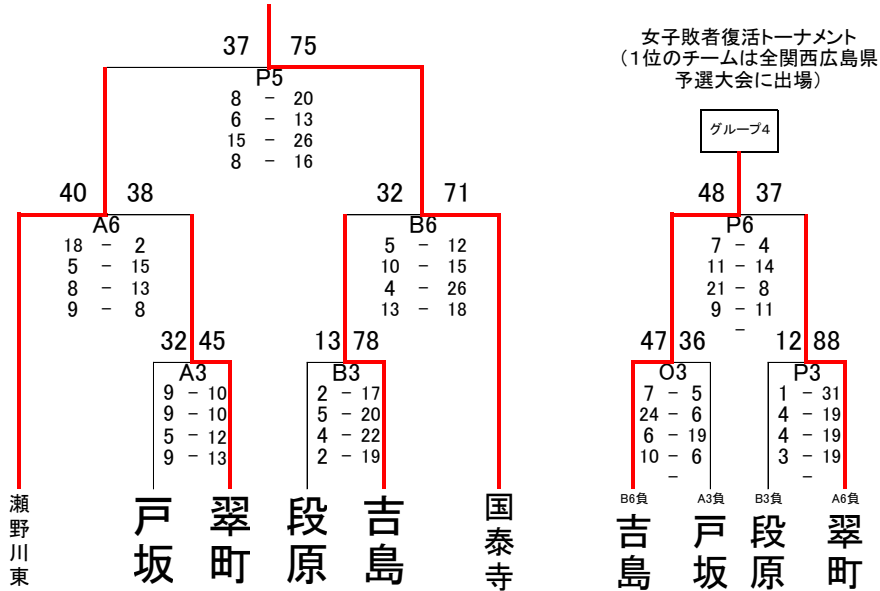 37 75
P5
8 - 20
6 - 13
15 - 26
8 - 16
40 38
A6
18 - 2
5 - 15
8 - 13
9 - 8
32 71
B6
5 - 12
10 - 15
4 - 26
13 - 18
32 45
A3
9 - 10
9 - 10
5 - 12
9 - 13
13 78
B3
2 - 17
5 - 20
4 - 22
2 - 19
瀬野川東
戸坂
翠町
段原
吉島
国泰寺
女子敗者復活トーナメント
(1位のチームは全関西広島県
予選大会に出場)
グループ4
48 37
P6
7 - 4
11 - 14
21 - 8
9 - 11
-
47 36
O3
7 - 5
24 - 6
6 - 19
10 - 6
-
12 88
P3
1 - 31
4 - 19
4 - 19
3 - 19
-
B6負
A3負
B3負
A6負
吉島
戸坂
段原
翠町